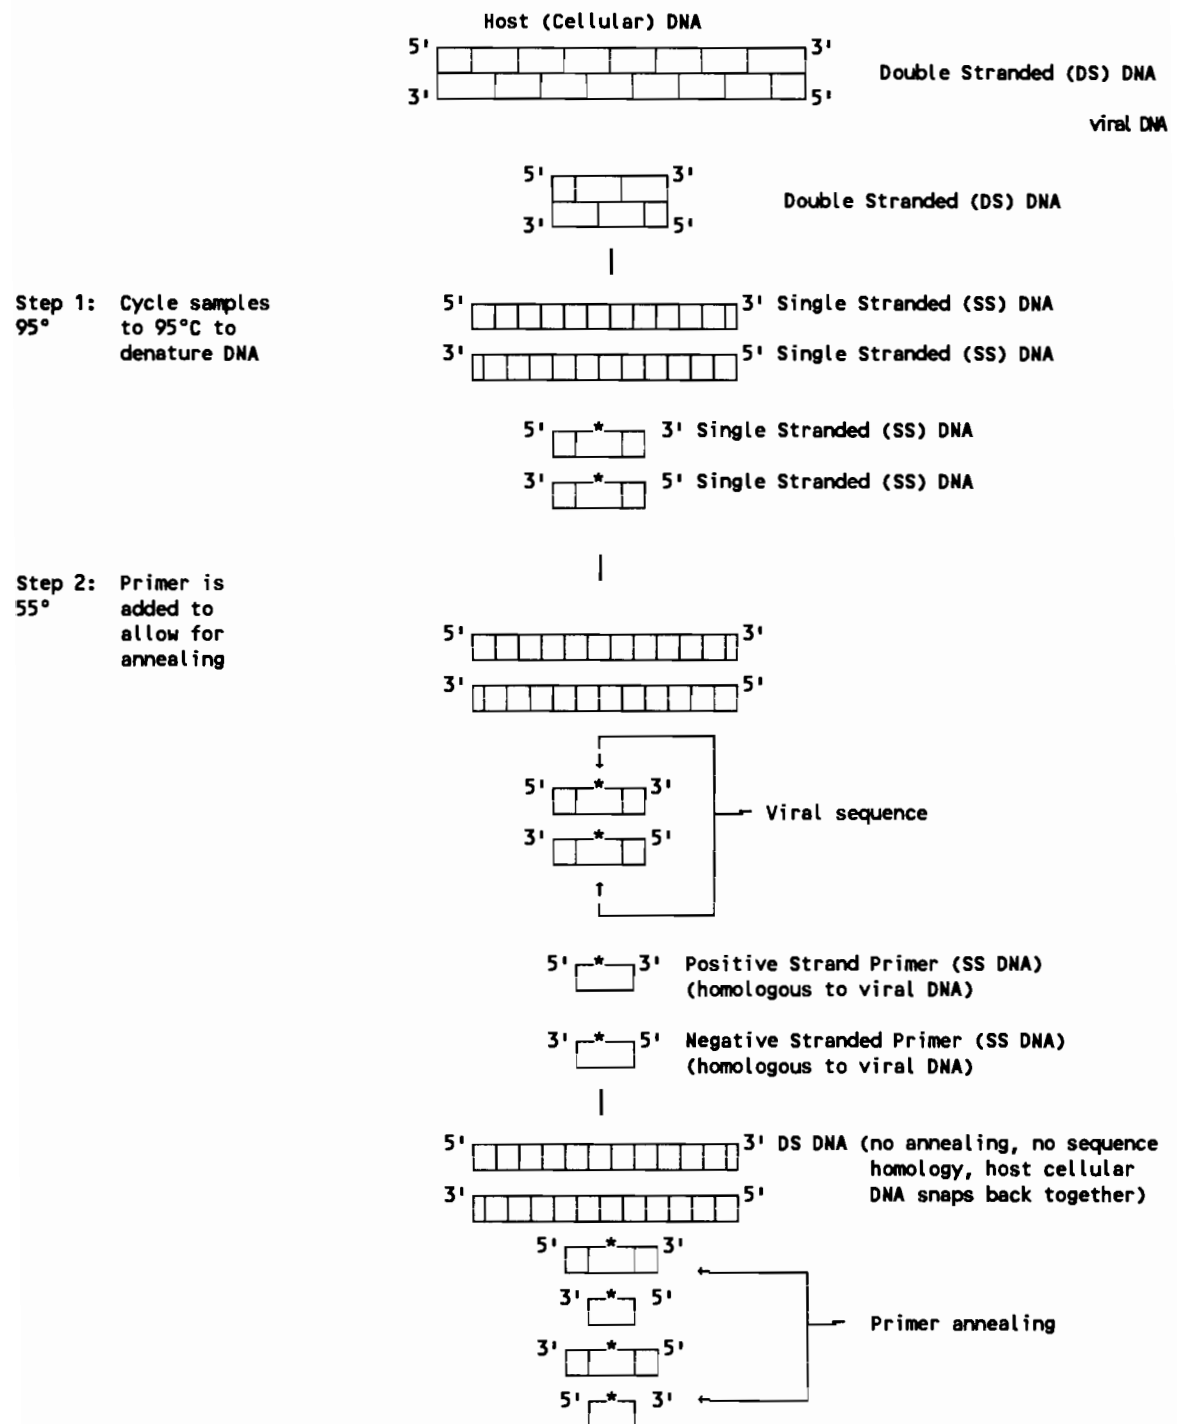 Host (Cellular) DNA
5' 3'
Double Stranded (DS) DNA
3' 5'
viral DNA
5' 3'
Double Stranded (DS) DNA
3' 5'
Step 1: Cycle samples
95° to 95°C to
denature DNA
5' 3' Single Stranded (SS) DNA
3' 5' Single Stranded (SS) DNA
5' * 3' Single Stranded (SS) DNA
3' * 5' Single Stranded (SS) DNA
Step 2: Primer is
55° added to
allow for
annealing
5' 3'
3' 5'
5' * 3'
Viral sequence
3' * 5'
5' * 3' Positive Strand Primer (SS DNA)
(homologous to viral DNA)
3' * 5' Negative Stranded Primer (SS DNA)
(homologous to viral DNA)
5' 3' DS DNA (no annealing, no sequence
homology, host cellular
3' 5' DNA snaps back together)
5' * 3'
3' * 5'
Primer annealing
3' * 5'
5' * 3'